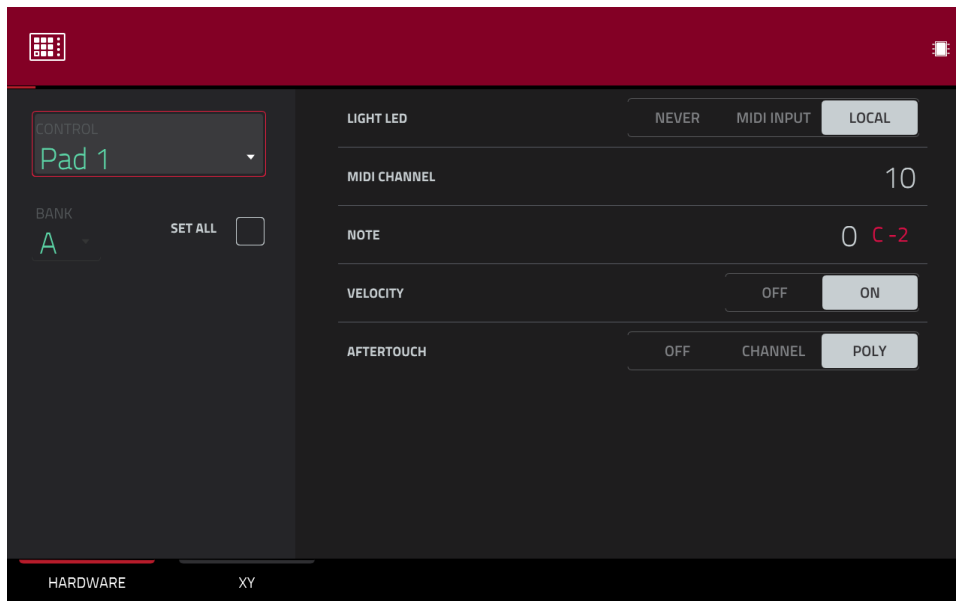 CONTROL
Pad 1
BANK
A
SET ALL
LIGHT LED NEVER MIDI INPUT LOCAL
MIDI CHANNEL 10
NOTE 0 C -2
VELOCITY OFF ON
AFTERTOUCH OFF CHANNEL POLY
HARDWARE XY